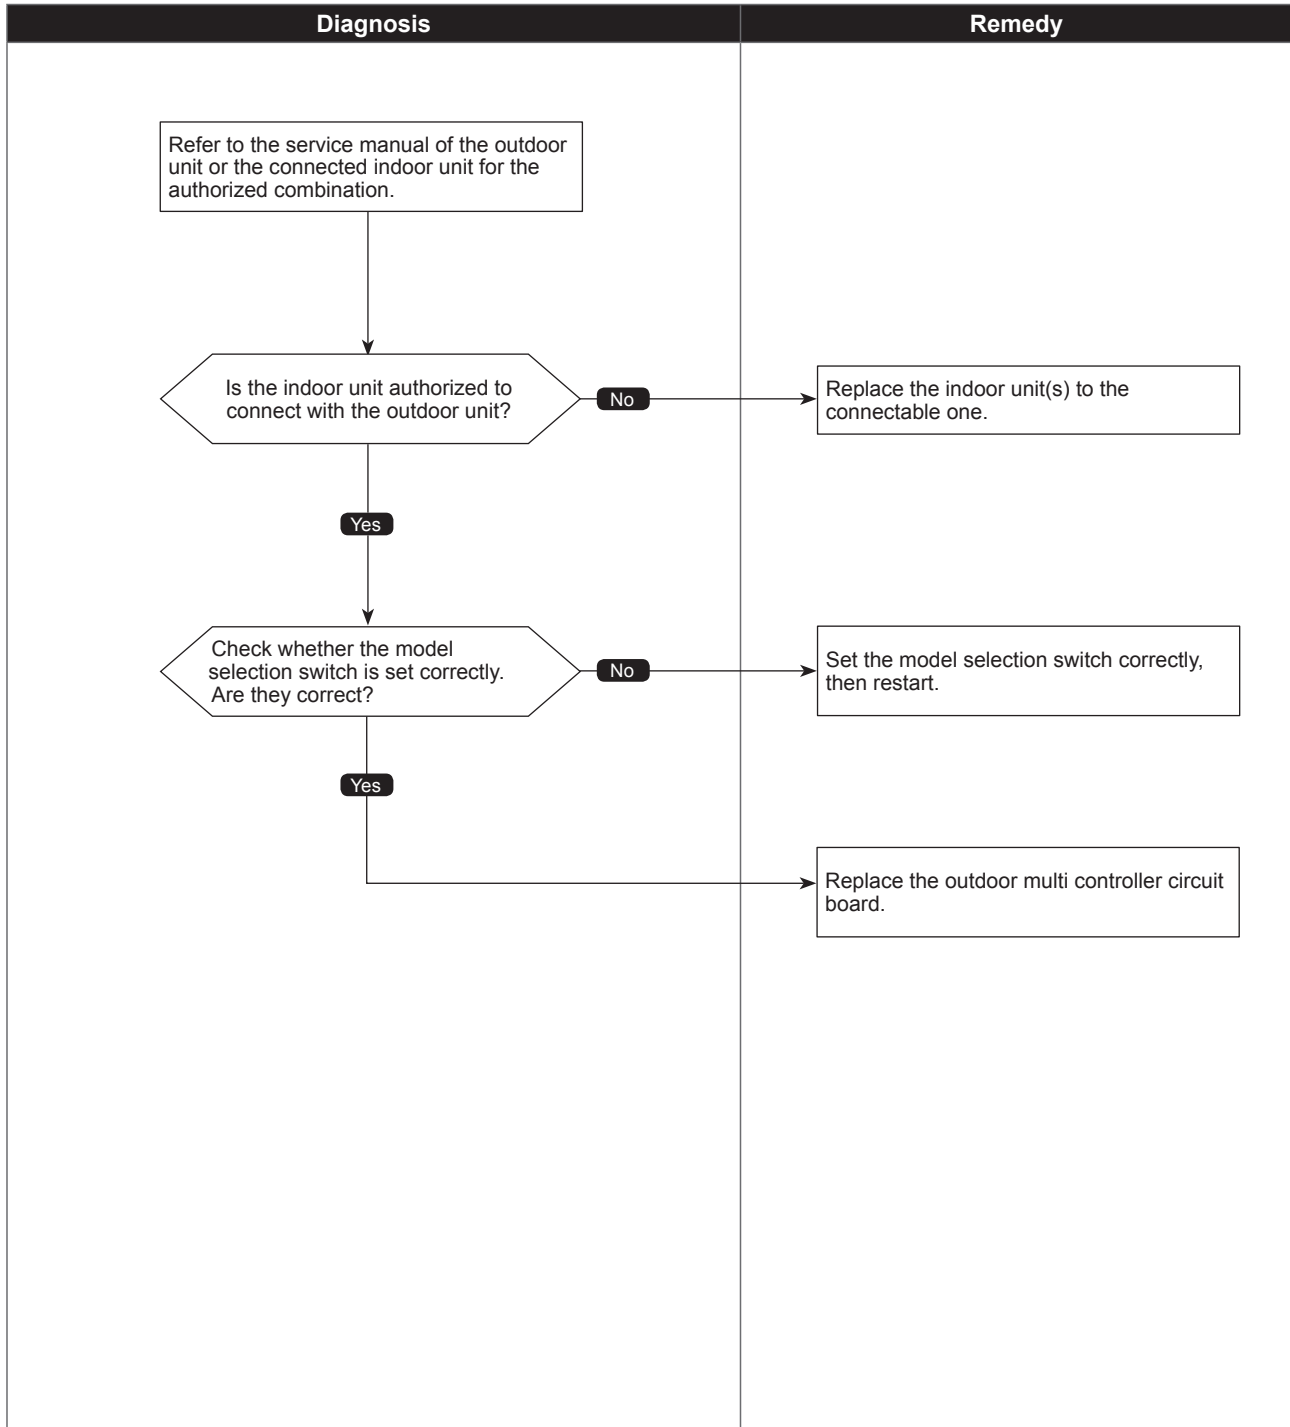 Diagnosis
Remedy
Refer to the service manual of the outdoor
unit or the connected indoor unit for the
authorized combination.
Is the indoor unit authorized to
connect with the outdoor unit?
No
Replace the indoor unit(s) to the
connectable one.
Yes
Check whether the model
selection switch is set correctly.
Are they correct?
No
Set the model selection switch correctly,
then restart.
Yes
Replace the outdoor multi controller circuit
board.